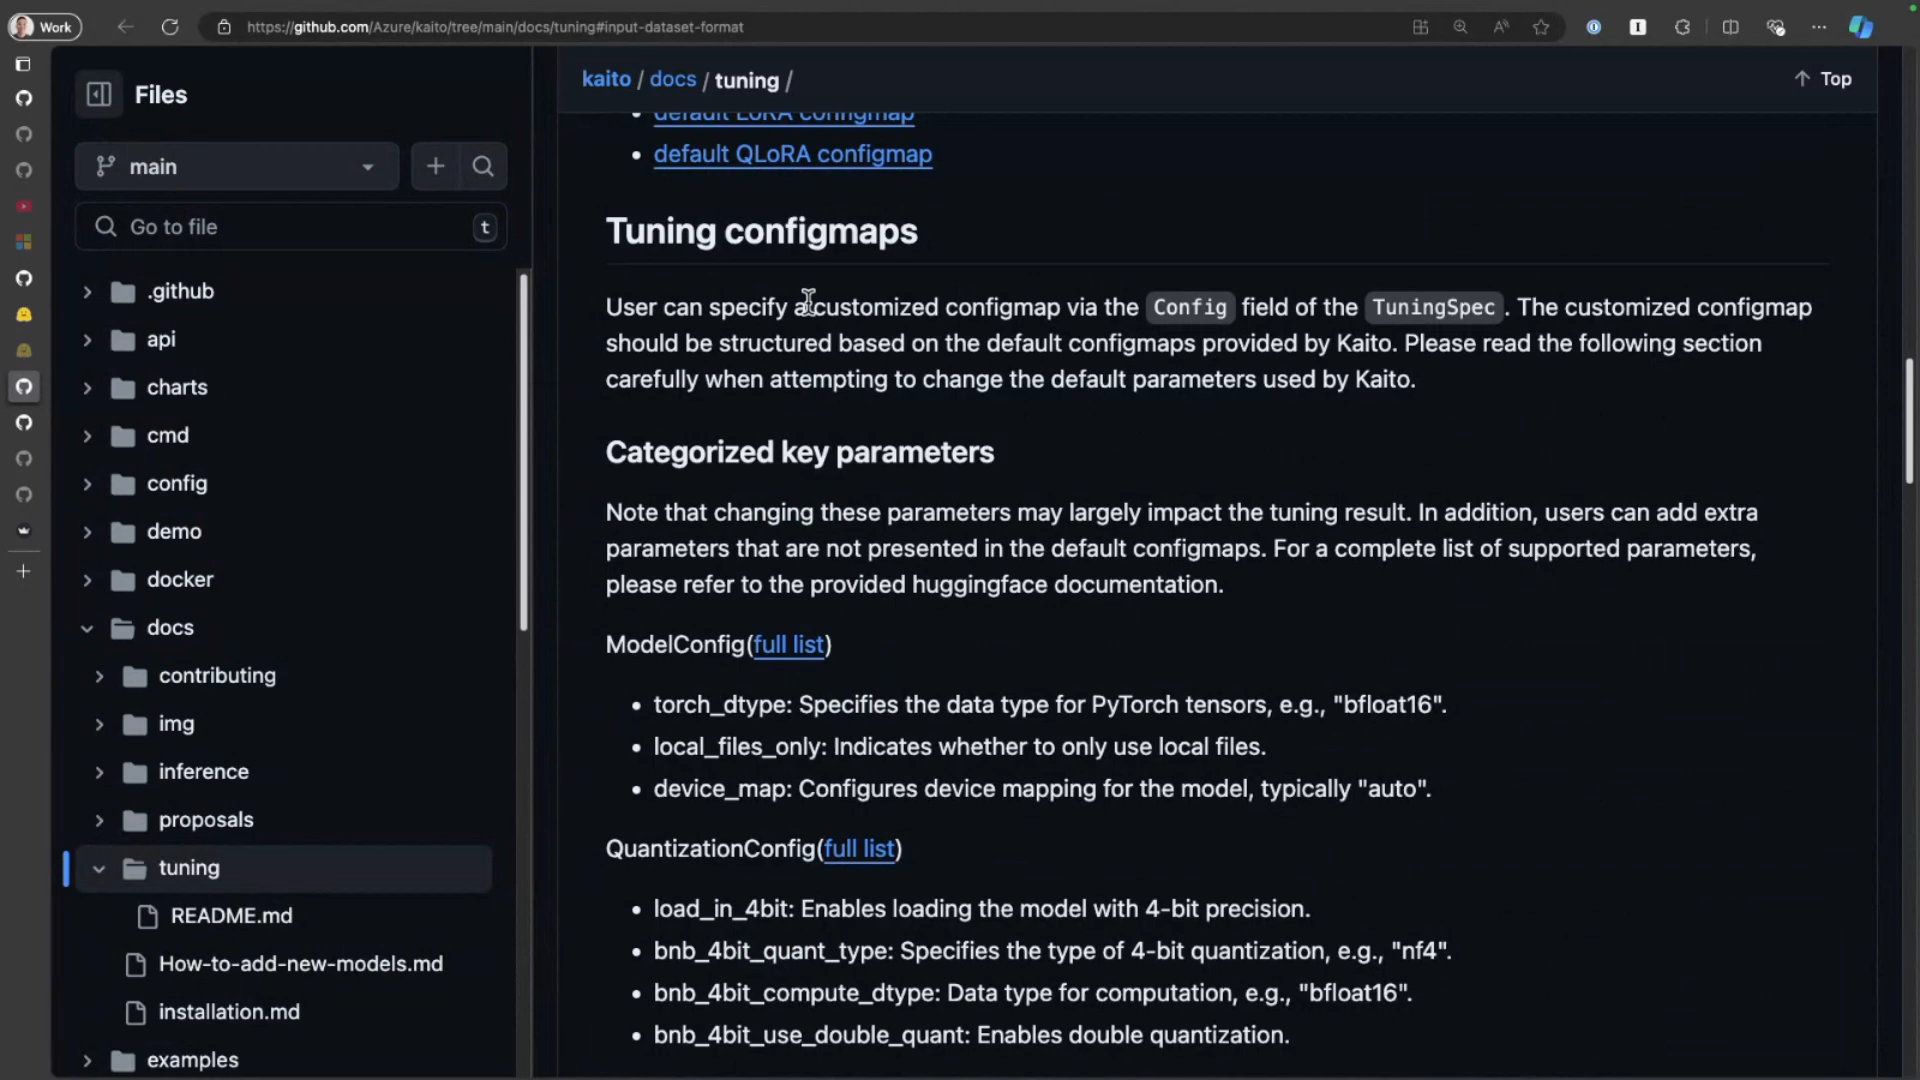 Work
https://github.com/Azure/kaito/tree/main/docs/tuning#input-dataset-format
Files
main
Go to file
t
.github
api
charts
cmd
config
demo
docker
docs
contributing
img
inference
proposals
tuning
README.md
How-to-add-new-models.md
installation.md
examples
kaito / docs / tuning /
Top
default LoRA configmap
default QLoRA configmap
Tuning configmaps
User can specify a customized configmap via the Config field of the TuningSpec. The customized configmap
should be structured based on the default configmaps provided by Kaito. Please read the following section
carefully when attempting to change the default parameters used by Kaito.
Categorized key parameters
Note that changing these parameters may largely impact the tuning result. In addition, users can add extra
parameters that are not presented in the default configmaps. For a complete list of supported parameters,
please refer to the provided huggingface documentation.
ModelConfig(full list)
• torch_dtype: Specifies the data type for PyTorch tensors, e.g., "bfloat16".
• local_files_only: Indicates whether to only use local files.
• device_map: Configures device mapping for the model, typically "auto".
QuantizationConfig(full list)
• load_in_4bit: Enables loading the model with 4-bit precision.
• bnb_4bit_quant_type: Specifies the type of 4-bit quantization, e.g., "nf4".
• bnb_4bit_compute_dtype: Data type for computation, e.g., "bfloat16".
• bnb_4bit_use_double_quant: Enables double quantization.